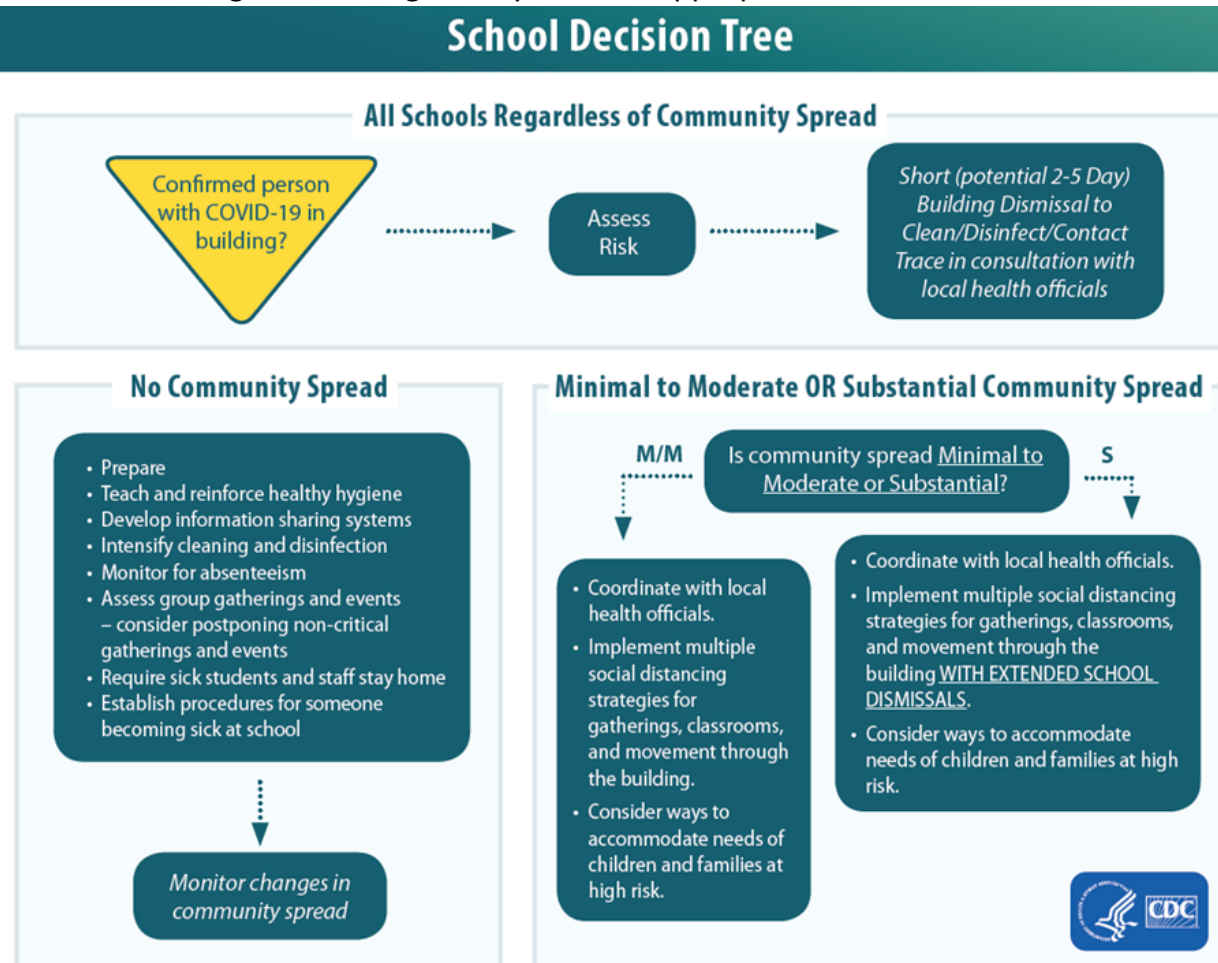 School Decision Tree
All Schools Regardless of Community Spread
Confirmed person
with COVID-19 in
building?
Assess
Risk
Short (potential 2-5 Day)
Building Dismissal to
Clean/Disinfect/Contact
Trace in consultation with
local health officials
No Community Spread
• Prepare
• Teach and reinforce healthy hygiene
• Develop information sharing systems
• Intensify cleaning and disinfection
• Monitor for absenteeism
• Assess group gatherings and events
– consider postponing non-critical
gatherings and events
• Require sick students and staff stay home
• Establish procedures for someone
becoming sick at school
Monitor changes in
community spread
Minimal to Moderate OR Substantial Community Spread
M/M
Is community spread Minimal to
Moderate or Substantial?
S
• Coordinate with local
health officials.
• Implement multiple
social distancing
strategies for
gatherings, classrooms,
and movement through
the building.
• Consider ways to
accommodate needs of
children and families at
high risk.
• Coordinate with local health officials.
• Implement multiple social distancing
strategies for gatherings, classrooms,
and movement through the
building WITH EXTENDED SCHOOL
DISMISSALS.
• Consider ways to accommodate
needs of children and families at high
risk.
CDC